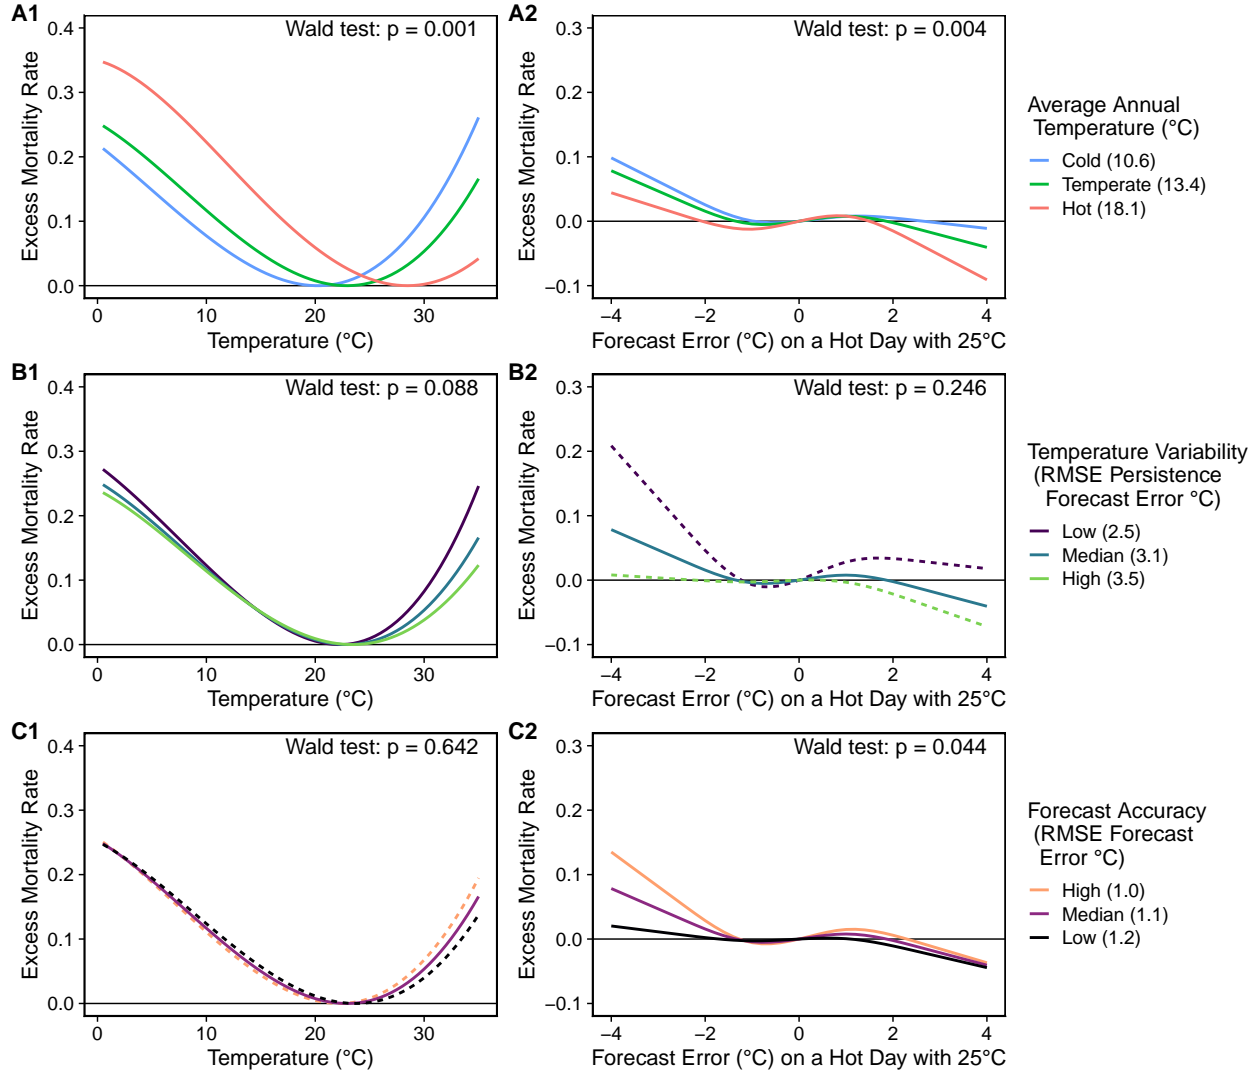 A1
Wald test: p = 0.001
Excess Mortality Rate
0.4
0.3
0.2
0.1
0.0
0 10 20 30
Temperature (°C)
A2
Wald test: p = 0.004
Excess Mortality Rate
0.3
0.2
0.1
0.0
−0.1
−4 −2 0 2 4
Forecast Error (°C) on a Hot Day with 25°C
Average Annual
Temperature (°C)
Cold (10.6)
Temperate (13.4)
Hot (18.1)
B1
Wald test: p = 0.088
Excess Mortality Rate
0.4
0.3
0.2
0.1
0.0
0 10 20 30
Temperature (°C)
B2
Wald test: p = 0.246
Excess Mortality Rate
0.3
0.2
0.1
0.0
−0.1
−4 −2 0 2 4
Forecast Error (°C) on a Hot Day with 25°C
Temperature Variability
(RMSE Persistence
Forecast Error °C)
Low (2.5)
Median (3.1)
High (3.5)
C1
Wald test: p = 0.642
Excess Mortality Rate
0.4
0.3
0.2
0.1
0.0
0 10 20 30
Temperature (°C)
C2
Wald test: p = 0.044
Excess Mortality Rate
0.3
0.2
0.1
0.0
−0.1
−4 −2 0 2 4
Forecast Error (°C) on a Hot Day with 25°C
Forecast Accuracy
(RMSE Forecast
Error °C)
High (1.0)
Median (1.1)
Low (1.2)